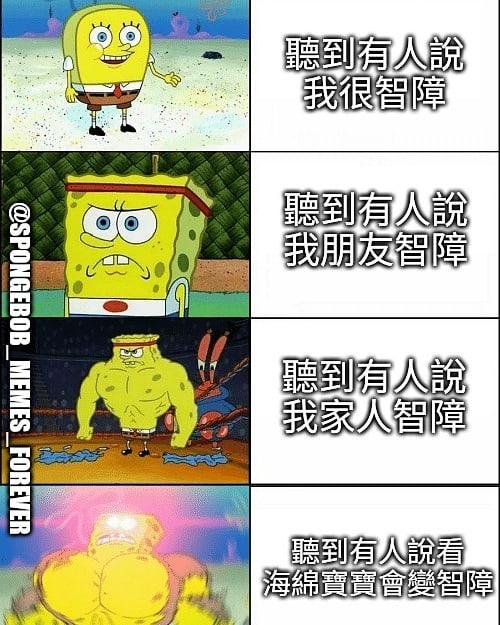 聽到有人說
我很智障
聽到有人說
我朋友智障
聽到有人說
我家人智障
聽到有人說看
海綿寶寶會變智障
@SPONGEBOB_MEMES_FOREVER